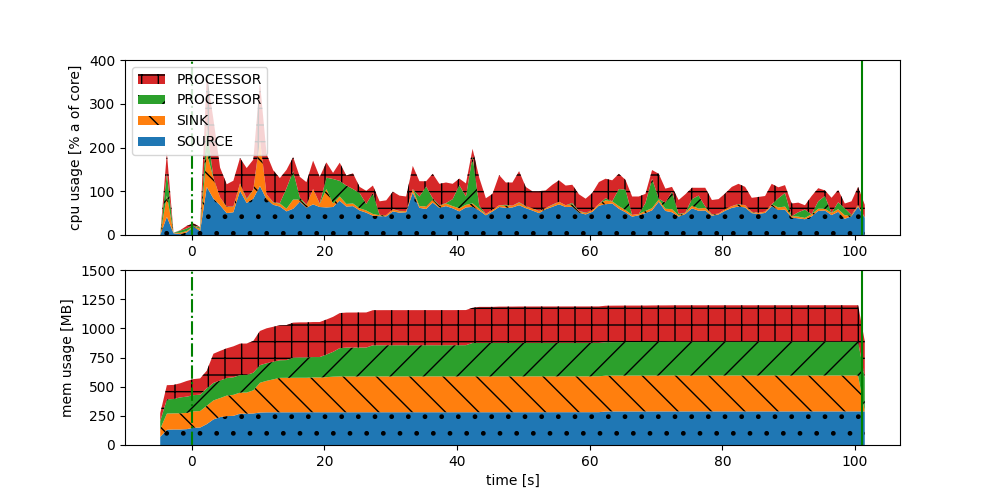 400
300
200
100
0
cpu usage [% a of core]
PROCESSOR
PROCESSOR
SINK
SOURCE
0 20 40 60 80 100
1500
1250
1000
750
500
250
0
mem usage [MB]
0 20 40 60 80 100
time [s]